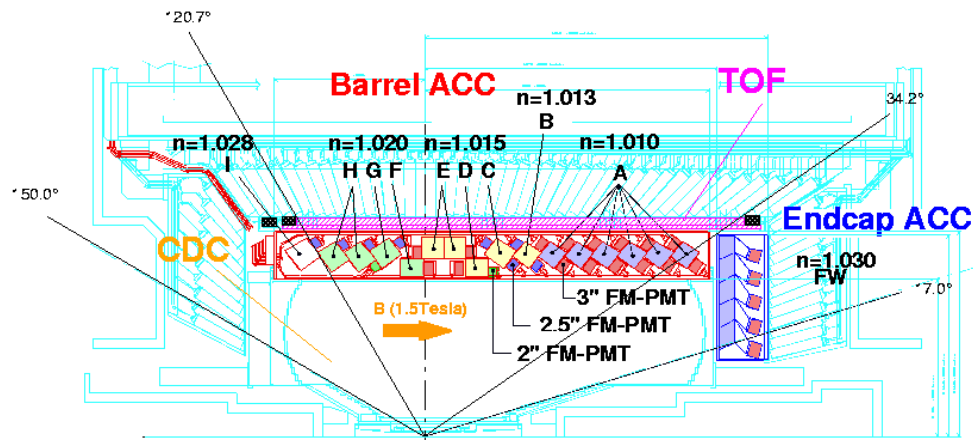 120.7°
Barrel ACC
n=1.013
B
TOF
34.2°
n=1.028
I
n=1.020
H G F
n=1.015
E D C
n=1.010
A
150.0°
CDC
Endcap ACC
n=1.030
FW
17.0°
B (1.5Tesla)
3" FM-PMT
2.5" FM-PMT
2" FM-PMT